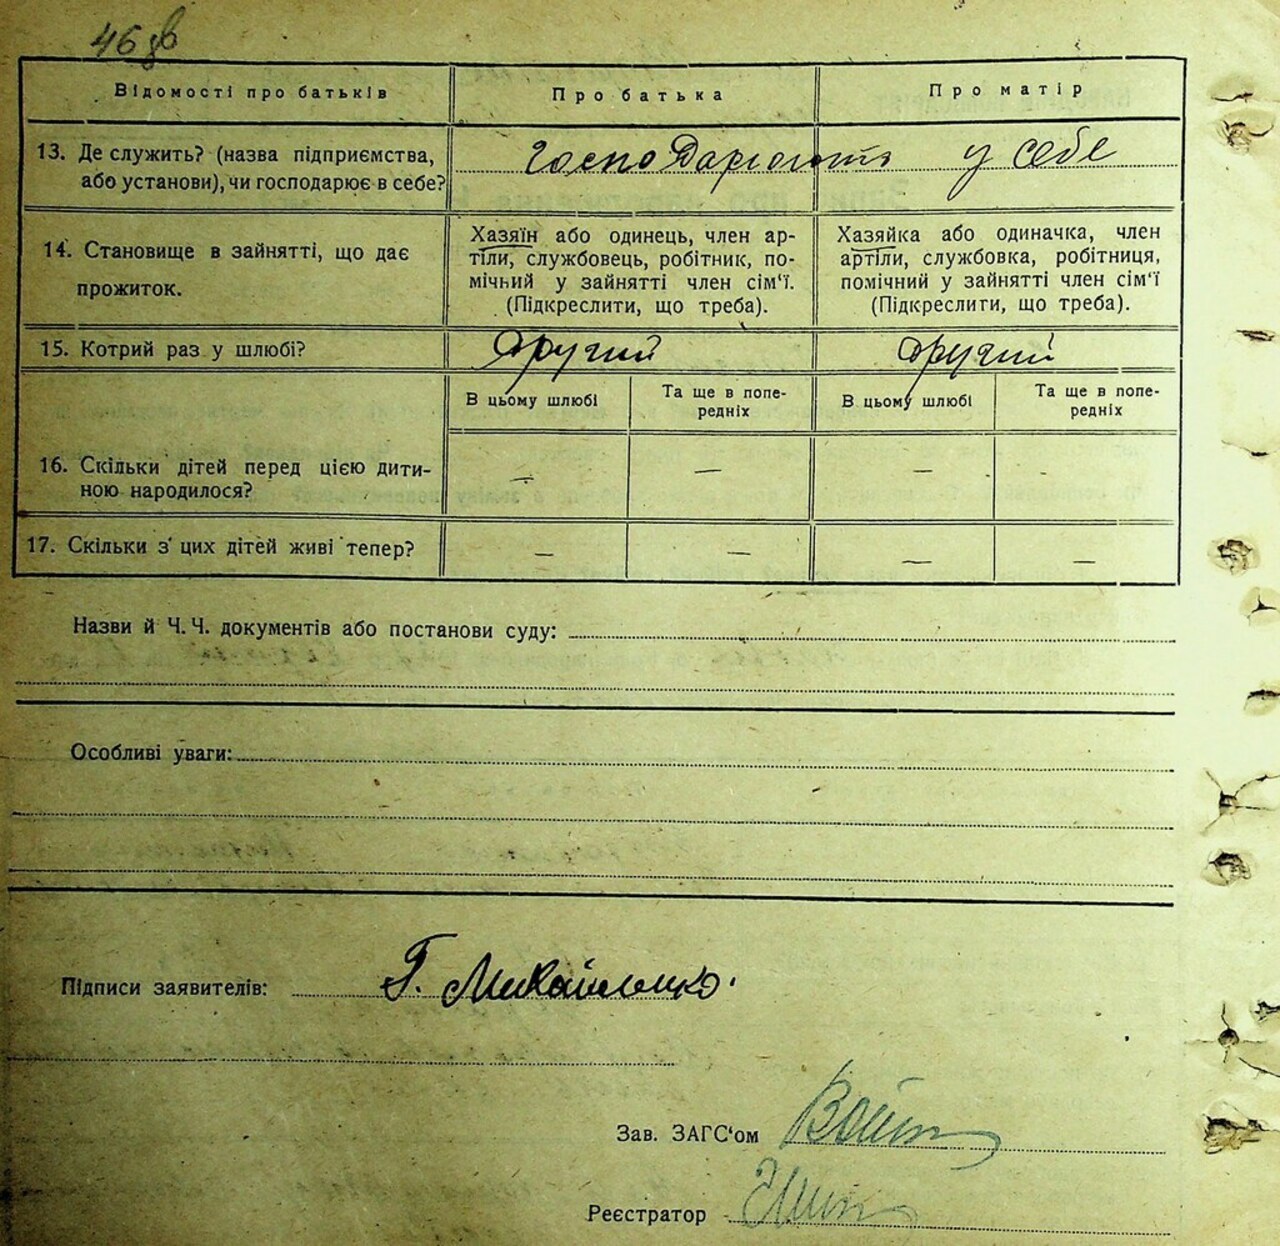 46 зв
Відомості про батьків Про батька Про матір
13. Де служить? (назва підприємства,
або установи), чи господарює в себе?
господарюють у себе
14. Становище в зайнятті, що дає
прожиток.
Хазяїн або одинець, член ар-
тіли, службовець, робітник, по-
мічний у зайнятті член сім'ї.
(Підкреслити, що треба).
Хазяйка або одиначка, член
артіли, службовка, робітниця,
помічний у зайнятті член сім'ї
(Підкреслити, що треба).
15. Котрий раз у шлюбі? другий другий
В цьому шлюбі
Та ще в попе-
редніх
В цьому шлюбі
Та ще в попе-
редніх
16. Скільки дітей перед цією дити-
ною народилося? — — — -
17. Скільки з цих дітей живі тепер? — — — —
Назви й Ч. Ч. документів або постанови суду:
Особливі уваги:
Підписи заявителів: Г. Михайленко.
Зав. ЗАГС'ом
Реєстратор